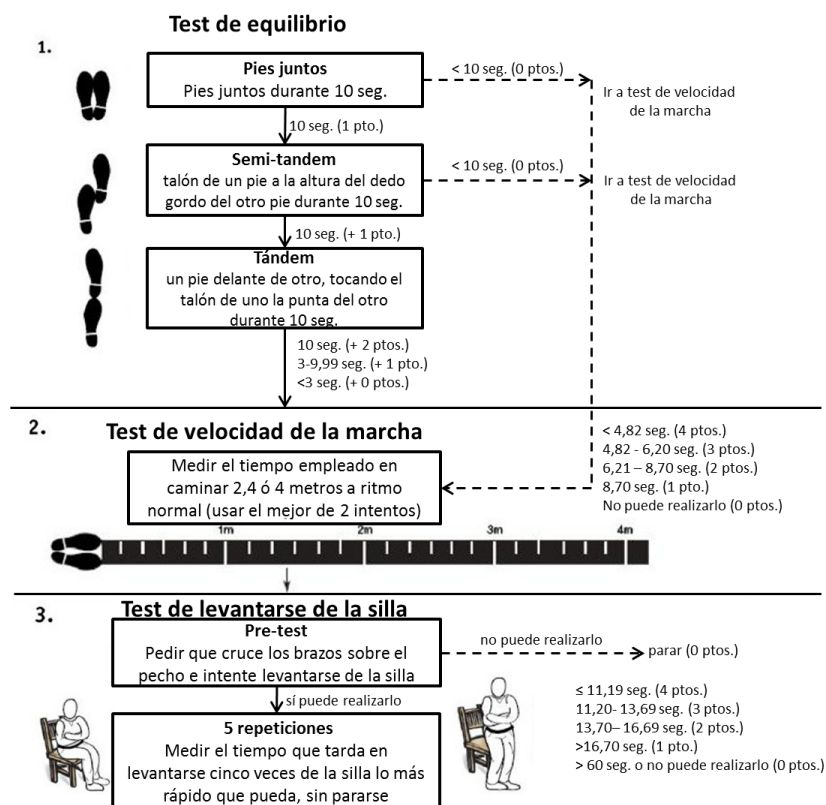 Test de equilibrio
1.
Pies juntos
Pies juntos durante 10 seg.
< 10 seg. (0 ptos.)
Ir a test de velocidad
de la marcha
10 seg. (1 pto.)
Semi-tandem
talón de un pie a la altura del dedo
gordo del otro pie durante 10 seg.
< 10 seg. (0 ptos.)
Ir a test de velocidad
de la marcha
10 seg. (+ 1 pto.)
Tándem
un pie delante de otro, tocando el
talón de uno la punta del otro
durante 10 seg.
10 seg. (+ 2 ptos.)
3-9,99 seg. (+ 1 pto.)
<3 seg. (+ 0 ptos.)
2.
Test de velocidad de la marcha
Medir el tiempo empleado en
caminar 2,4 ó 4 metros a ritmo
normal (usar el mejor de 2 intentos)
< 4,82 seg. (4 ptos.)
4,82 - 6,20 seg. (3 ptos.)
6,21 – 8,70 seg. (2 ptos.)
8,70 seg. (1 pto.)
No puede realizarlo (0 ptos.)
1m 2m 3m 4m
3.
Test de levantarse de la silla
Pre-test
Pedir que cruce los brazos sobre el
pecho e intente levantarse de la silla
no puede realizarlo
parar (0 ptos.)
sí puede realizarlo
5 repeticiones
Medir el tiempo que tarda en
levantarse cinco veces de la silla lo más
rápido que pueda, sin pararse
≤ 11,19 seg. (4 ptos.)
11,20- 13,69 seg. (3 ptos.)
13,70– 16,69 seg. (2 ptos.)
>16,70 seg. (1 pto.)
> 60 seg. o no puede realizarlo (0 ptos.)